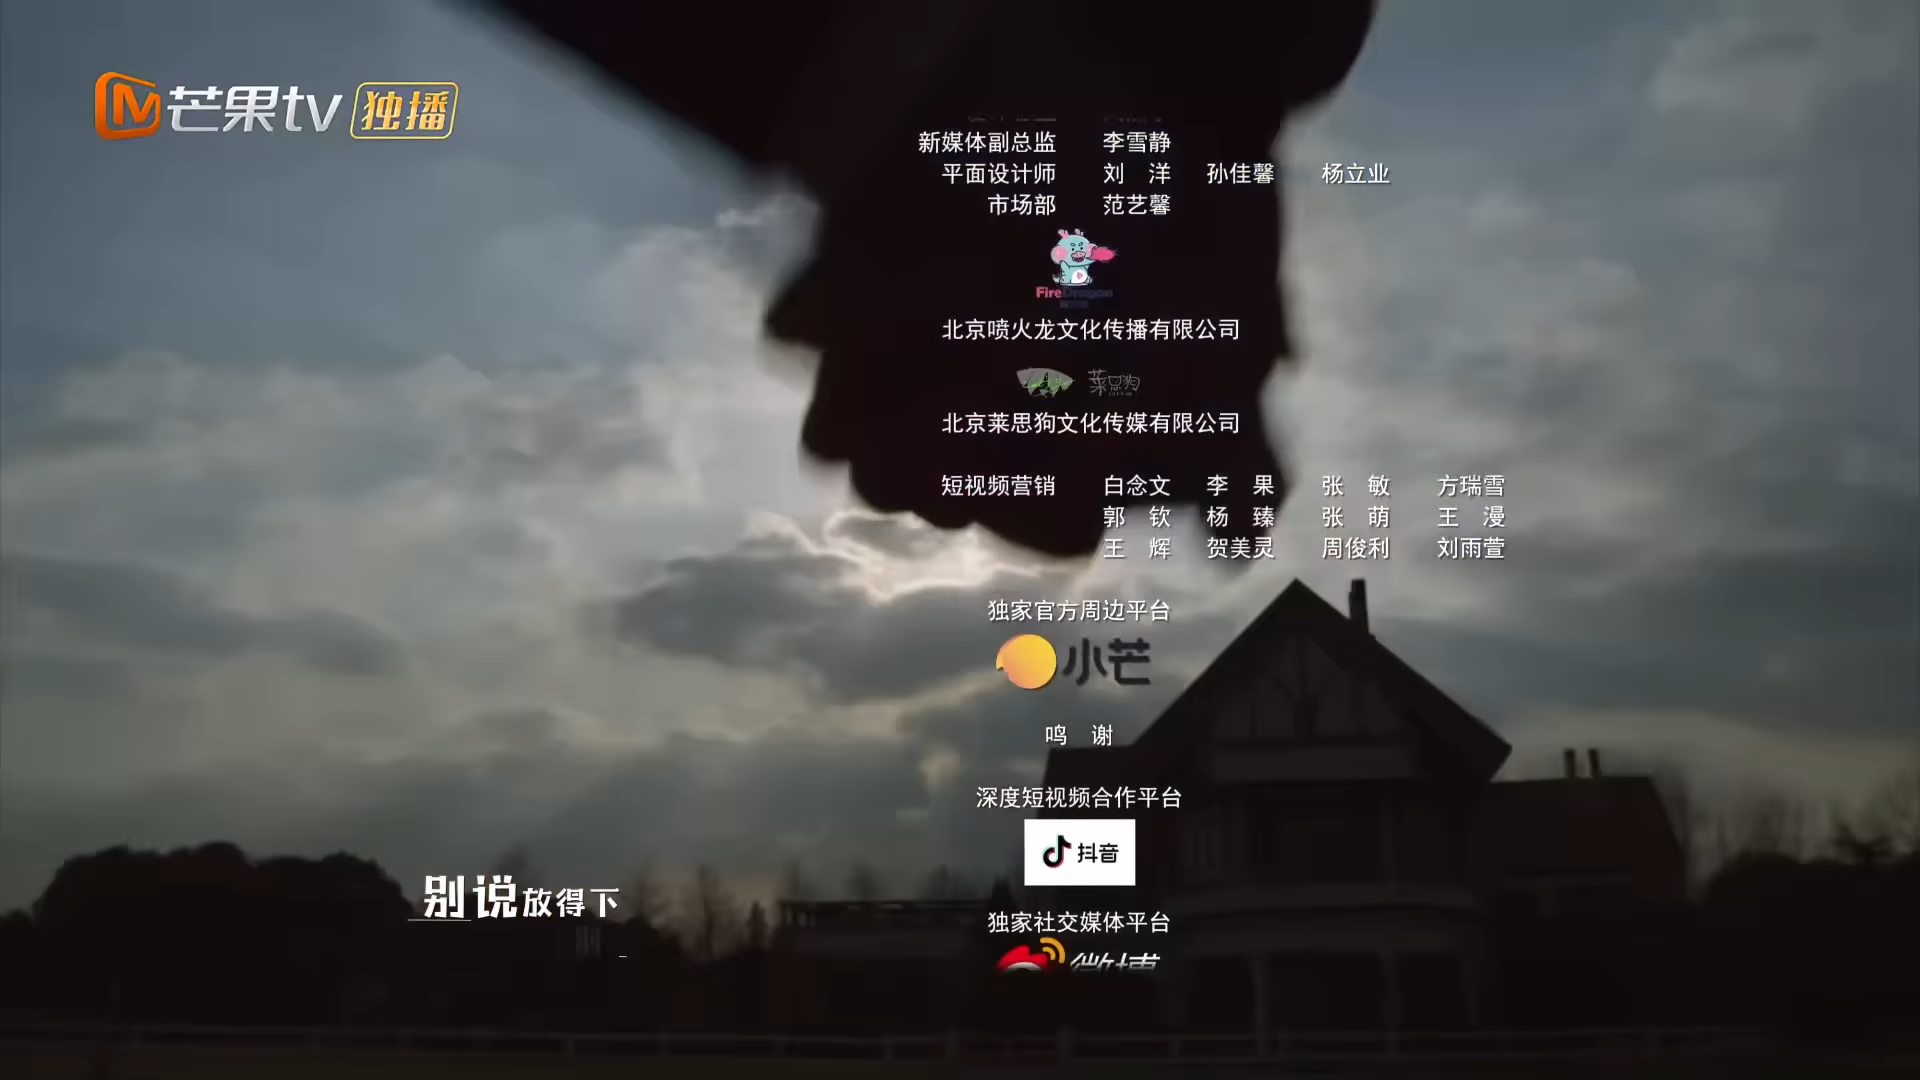 芒果tv 独播
新媒体副总监 李雪静
平面设计师 刘 洋 孙佳馨 杨立业
市场部 范艺馨
FireDragon
北京喷火龙文化传播有限公司
莱思狗
北京莱思狗文化传媒有限公司
短视频营销 白念文 李 果 张 敏 方瑞雪
郭 钦 杨 臻 张 萌 王 漫
王 辉 贺美灵 周俊利 刘雨萱
独家官方周边平台
小芒
鸣 谢
深度短视频合作平台
抖音
别说放得下
独家社交媒体平台
微博